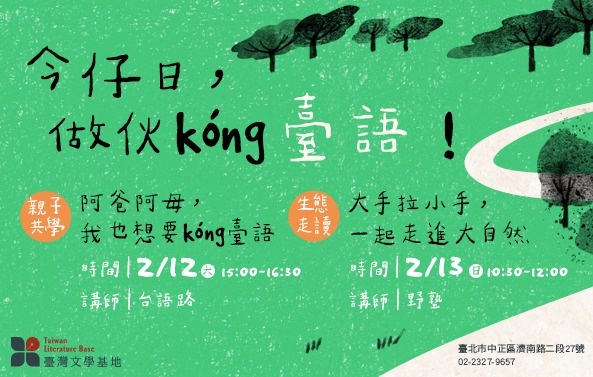 今仔日，
做伙kóng臺語！
親子
共學
阿爸阿母，
我也想要kóng臺語
時間｜2/12 六 15:00-16:30
講師｜台語路
生態
走讀
大手拉小手，
一起走進大自然
時間｜2/13 日 10:30-12:00
講師｜野塾
Taiwan
Literature Base
臺灣文學基地
臺北市中正區濟南路二段27號
02-2327-9657